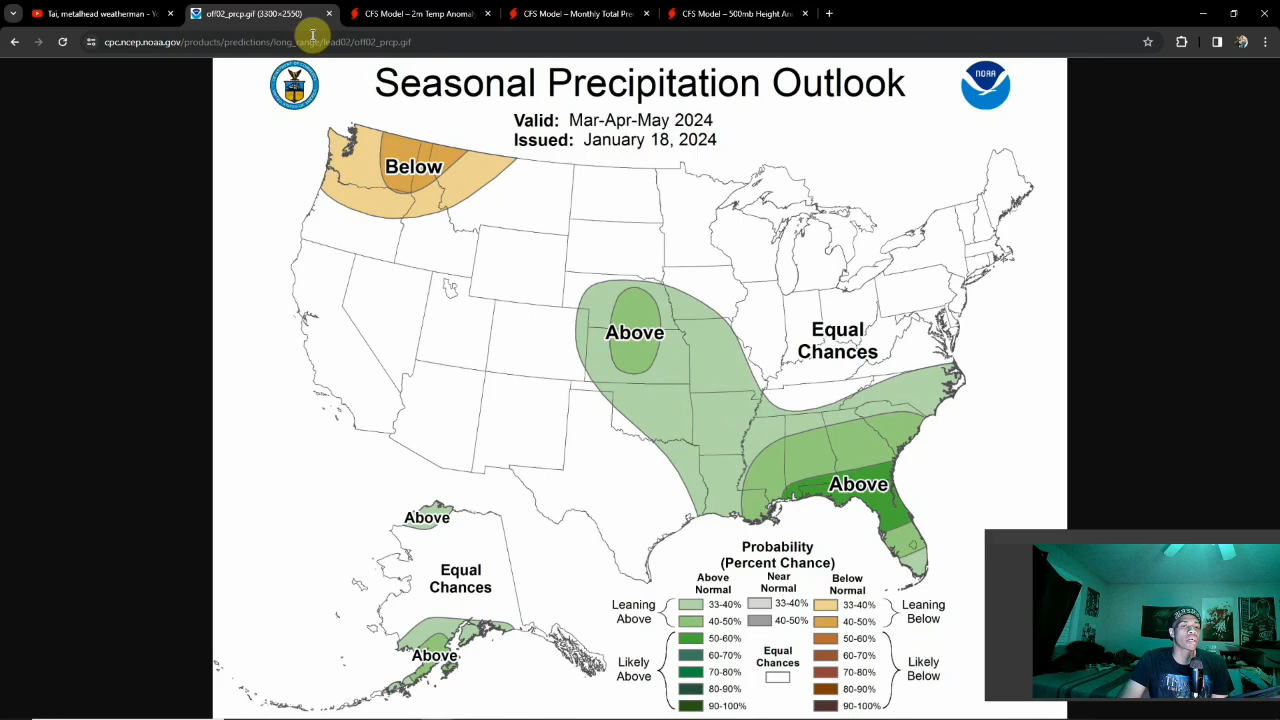 Tai, metalhead weatherman - Yo
off02_prcp.gif (3300×2550)
CFS Model – 2m Temp Anomal
CFS Model – Monthly Total Pre
CFS Model – 500mb Height An
cpc.ncep.noaa.gov/products/predictions/long_range/lead02/off02_prcp.gif
Seasonal Precipitation Outlook
NOAA
Valid: Mar-Apr-May 2024
Issued: January 18, 2024
Below
Above
Equal
Chances
Above
Above
Equal
Chances
Above
Probability
(Percent Chance)
Above
Normal
Near
Normal
Below
Normal
Leaning
Above
33-40%
33-40%
33-40%
Leaning
Below
40-50%
40-50%
40-50%
Likely
Above
50-60%
50-60%
Likely
Below
60-70%
60-70%
Equal
Chances
70-80%
70-80%
80-90%
80-90%
90-100%
90-100%